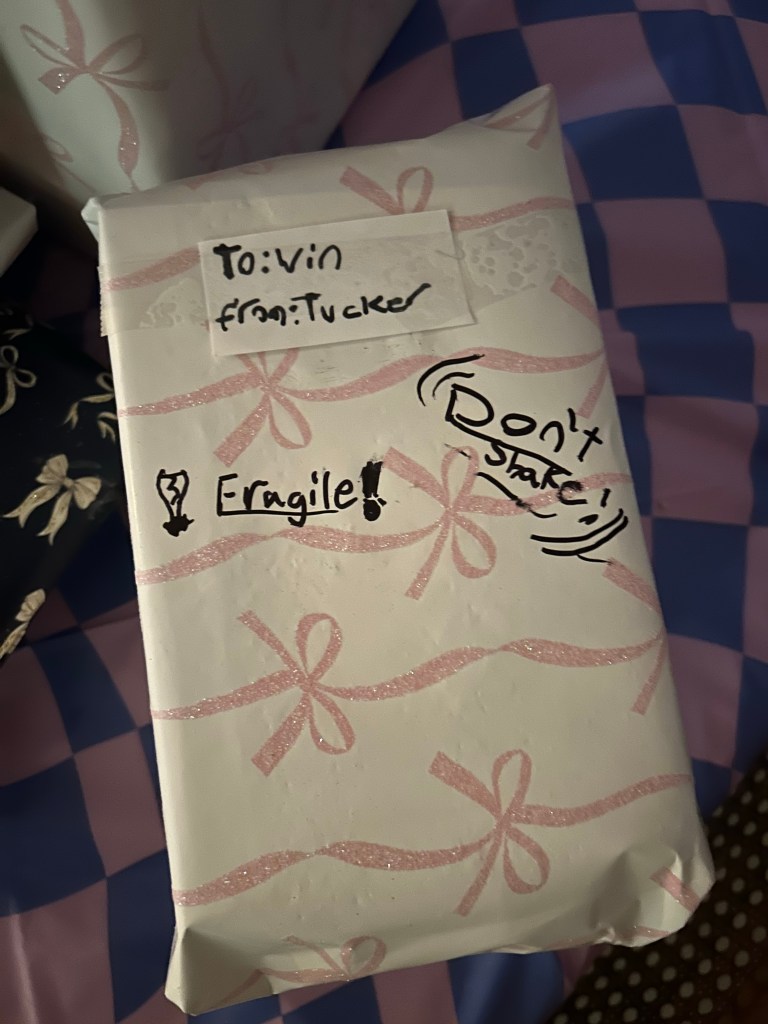 To: Vin
from: Tucker
Don't
shake!
Fragile!